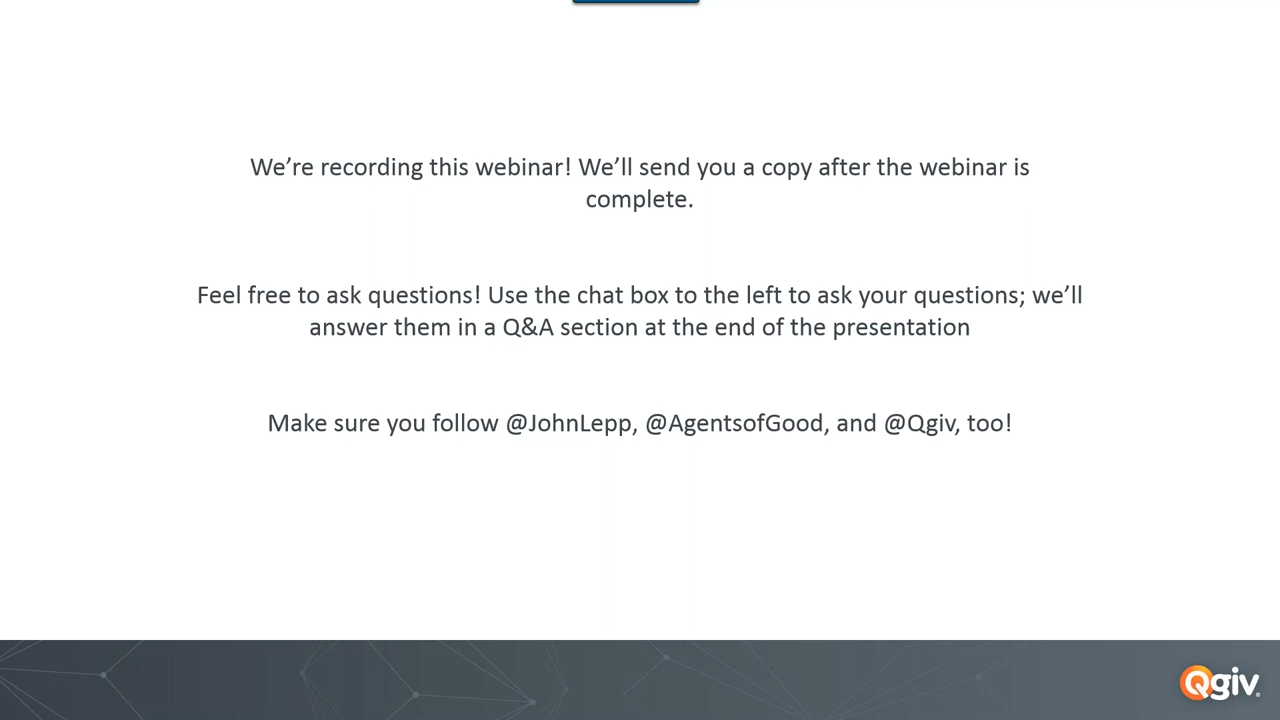 We’re recording this webinar! We’ll send you a copy after the webinar is
complete.
Feel free to ask questions! Use the chat box to the left to ask your questions; we’ll
answer them in a Q&A section at the end of the presentation
Make sure you follow @JohnLepp, @AgentsofGood, and @Qgiv, too!
Qgiv